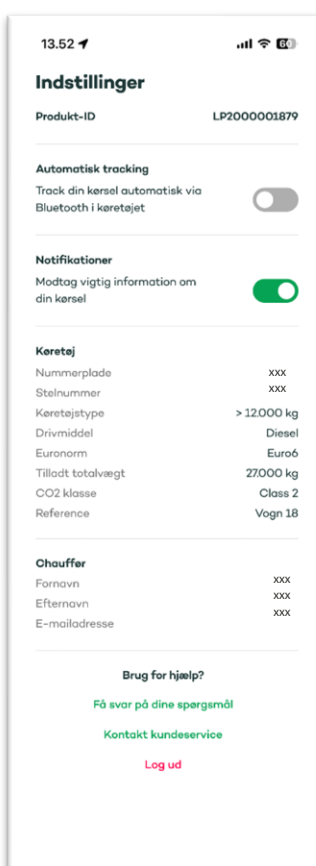 13.52
60
Indstillinger
Produkt-ID LP2000001879
Automatisk tracking
Track din kørsel automatisk via
Bluetooth i køretøjet
Notifikationer
Modtag vigtig information om
din kørsel
Køretøj
Nummerplade xxx
Stelnummer xxx
Køretøjstype > 12.000 kg
Drivmiddel Diesel
Euronorm Euro6
Tilladt totalvægt 27.000 kg
CO2 klasse Class 2
Reference Vogn 18
Chauffør
Fornavn xxx
Efternavn xxx
E-mailadresse xxx
Brug for hjælp?
Få svar på dine spørgsmål
Kontakt kundeservice
Log ud